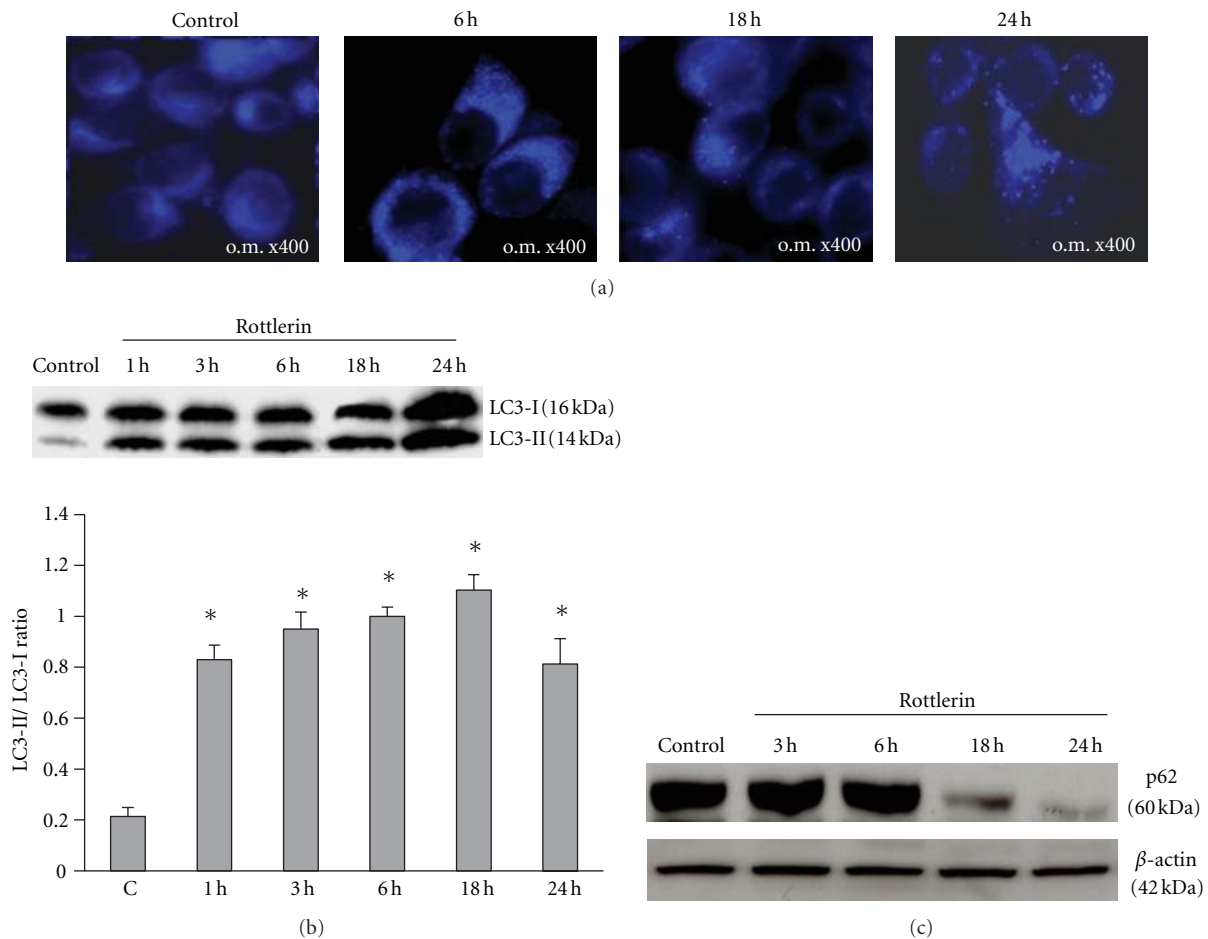 Control 6 h 18 h 24 h
o.m. x400 o.m. x400 o.m. x400 o.m. x400
(a)
Rottlerin
Control 1 h 3 h 6 h 18 h 24 h
LC3-I (16 kDa)
LC3-II (14 kDa)
1.4
1.2
1
0.8
0.6
0.4
0.2
0
LC3-II/ LC3-I ratio
* * * * *
C 1 h 3 h 6 h 18 h 24 h
(b)
Rottlerin
Control 3 h 6 h 18 h 24 h
p62
(60 kDa)
β-actin
(42 kDa)
(c)